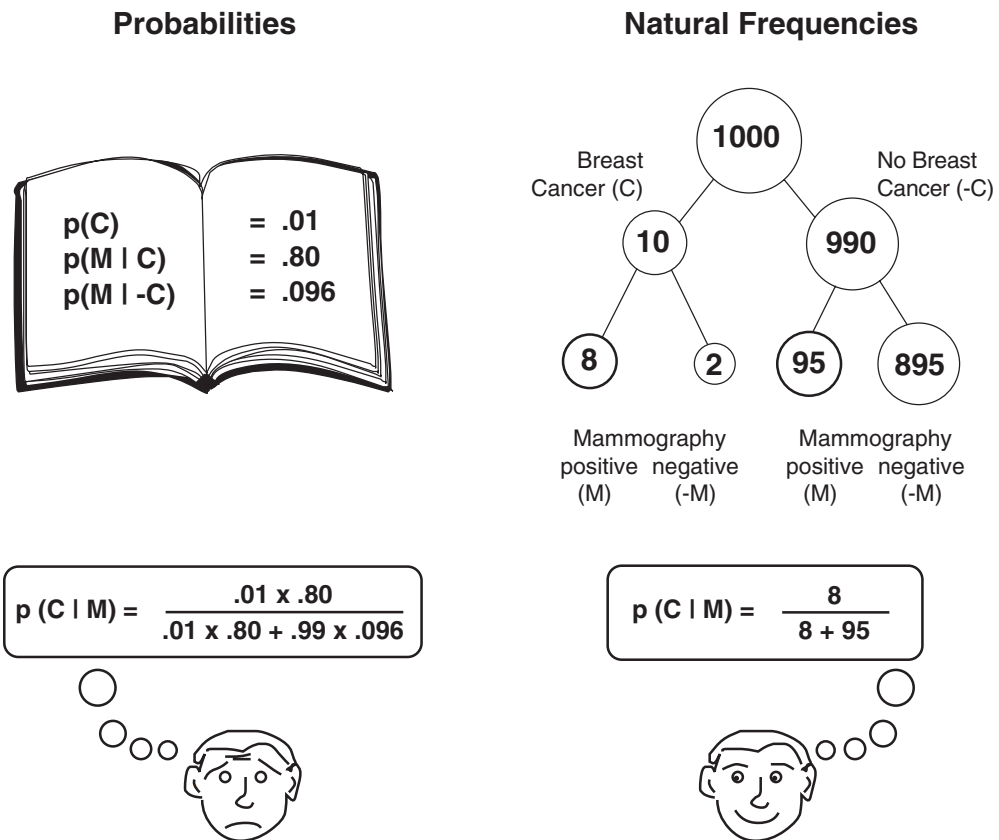 Probabilities
p(C) = .01
p(M | C) = .80
p(M | -C) = .096
p (C | M) = .01 x .80
.01 x .80 + .99 x .096
Natural Frequencies
1000
Breast
Cancer (C)
No Breast
Cancer (-C)
10
990
8
2
95
895
Mammography
positive negative
(M) (-M)
Mammography
positive negative
(M) (-M)
p (C | M) = 8
8 + 95